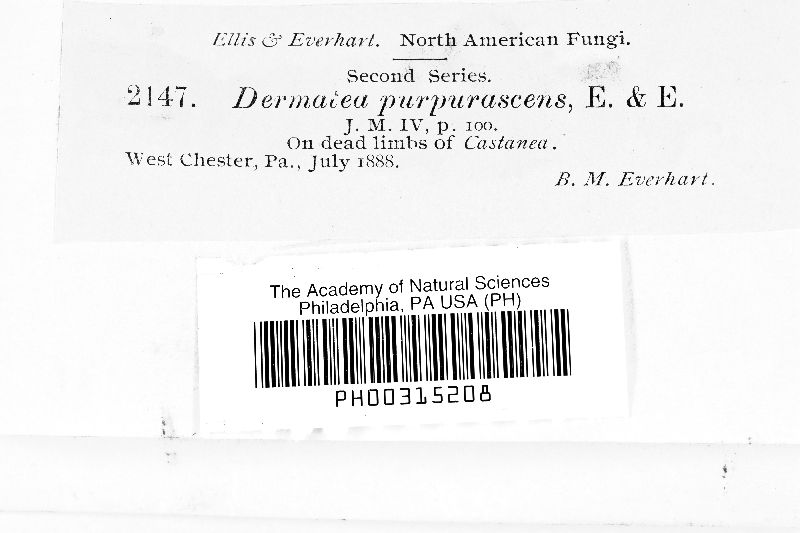 Ellis & Everhart. North American Fungi.
Second Series.
2147. Dermatea purpurascens, E. & E.
J. M. IV, p. 100.
On dead limbs of Castanea.
West Chester, Pa., July 1888.
B. M. Everhart.
The Academy of Natural Sciences
Philadelphia, PA USA (PH)
PH00315208